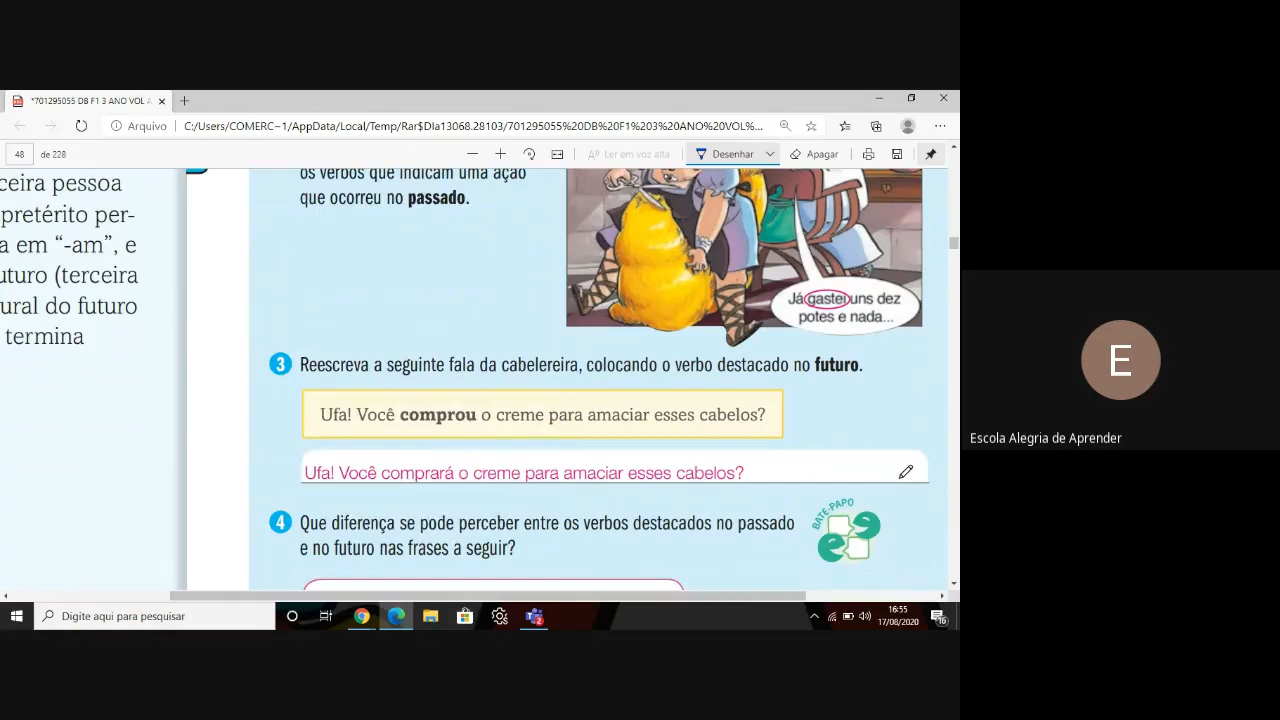 *701295055 DB F1 3 ANO VOL A
Arquivo | C:/Users/COMERC~1/AppData/Local/Temp/Rar$DIa13068.28103/701295055%20DB%20F1%203%20ANO%20VOL%...
48 de 228
Ler em voz alta
Desenhar
Apagar
ceira pessoa
pretérito per-
a em “-am”, e
uturo (terceira
ural do futuro
termina
os verbos que indicam uma ação
que ocorreu no passado.
Já gastei uns dez
potes e nada...
3 Reescreva a seguinte fala da cabelereira, colocando o verbo destacado no futuro.
Ufa! Você comprou o creme para amaciar esses cabelos?
Ufa! Você comprará o creme para amaciar esses cabelos?
4 Que diferença se pode perceber entre os verbos destacados no passado
e no futuro nas frases a seguir?
BATE-PAPO
Digite aqui para pesquisar
2
16:55
17/08/2020
16
E
Escola Alegria de Aprender